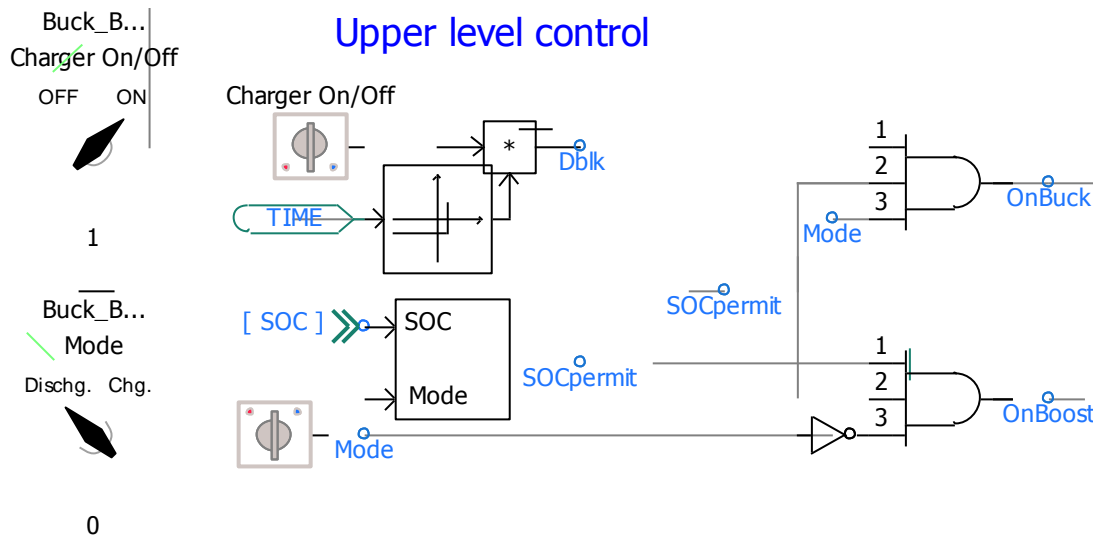 Upper level control
Buck_B...
Charger On/Off
OFF ON
1
Buck_B...
Mode
Dischg. Chg.
0
Charger On/Off
*
Dblk
TIME
[ SOC ]
SOC
Mode
Mode
SOCpermit
SOCpermit
1
2
3
Mode
OnBuck
1
2
3
OnBoost